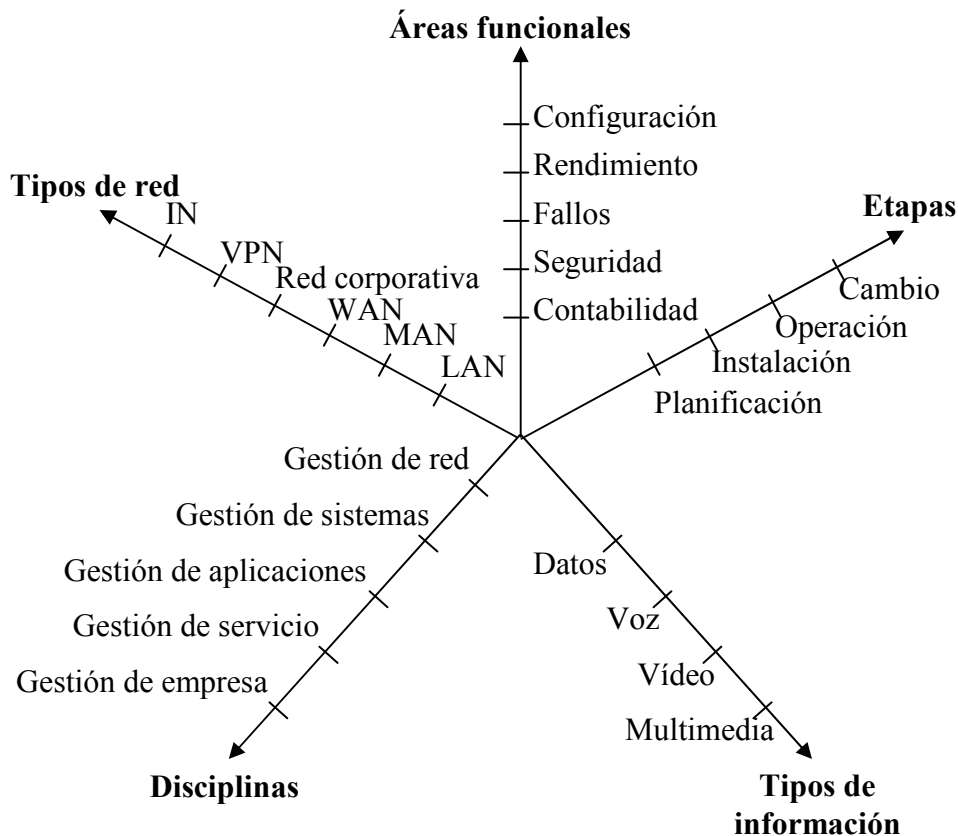 Áreas funcionales
Configuración
Rendimiento
Fallos
Seguridad
Contabilidad
Tipos de red
IN
VPN
Red corporativa
WAN
MAN
LAN
Etapas
Cambio
Operación
Instalación
Planificación
Gestión de red
Gestión de sistemas
Gestión de aplicaciones
Gestión de servicio
Gestión de empresa
Disciplinas
Datos
Voz
Vídeo
Multimedia
Tipos de
información